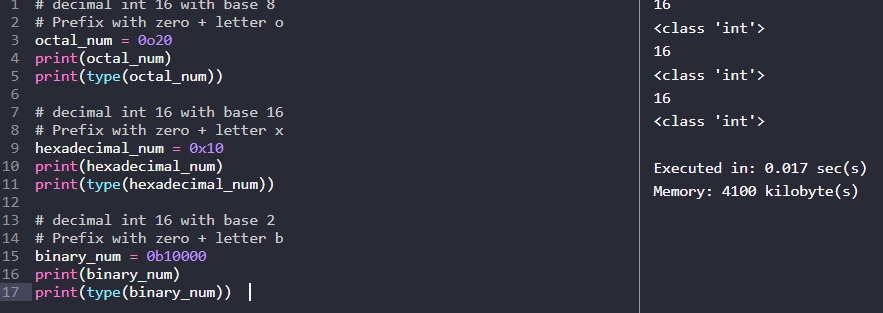 1 # decimal int 16 with base 8
2 # Prefix with zero + letter o
3 octal_num = 0o20
4 print(octal_num)
5 print(type(octal_num))
6
7 # decimal int 16 with base 16
8 # Prefix with zero + letter x
9 hexadecimal_num = 0x10
10 print(hexadecimal_num)
11 print(type(hexadecimal_num))
12
13 # decimal int 16 with base 2
14 # Prefix with zero + letter b
15 binary_num = 0b10000
16 print(binary_num)
17 print(type(binary_num))
16
<class 'int'>
16
<class 'int'>
16
<class 'int'>
Executed in: 0.017 sec(s)
Memory: 4100 kilobyte(s)